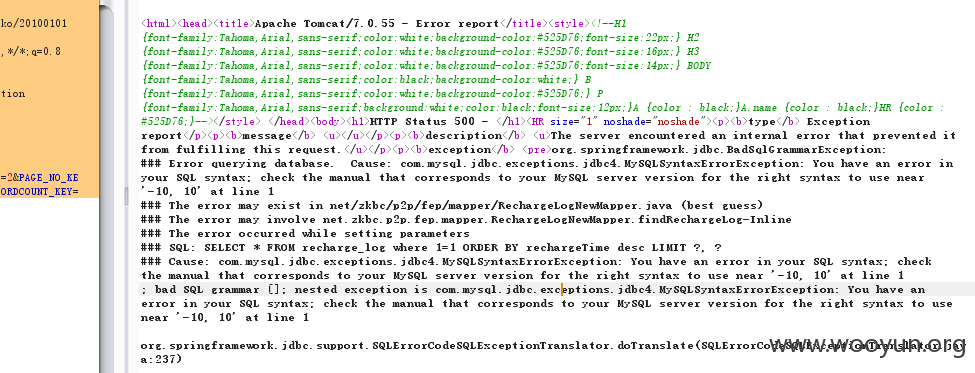 ko/20100101
,*/*;q=0.8
tion
=2&PAGE_NO_KE
ORDCOUNT_KEY=
<html><head><title>Apache Tomcat/7.0.55 - Error report</title><style><!--H1
{font-family:Tahoma,Arial,sans-serif;color:white;background-color:#525D76;font-size:22px;} H2
{font-family:Tahoma,Arial,sans-serif;color:white;background-color:#525D76;font-size:16px;} H3
{font-family:Tahoma,Arial,sans-serif;color:white;background-color:#525D76;font-size:14px;} BODY
{font-family:Tahoma,Arial,sans-serif;color:black;background-color:white;} B
{font-family:Tahoma,Arial,sans-serif;color:white;background-color:#525D76;} P
{font-family:Tahoma,Arial,sans-serif;background:white;color:black;font-size:12px;}A {color : black;}A.name {color : black;}HR {color :
#525D76;}--></style> </head><body><h1>HTTP Status 500 - </h1><HR size="1" noshade="noshade"><p><b>type</b> Exception
report</p><p><b>message</b> <u></u></p><p><b>description</b> <u>The server encountered an internal error that prevented it
from fulfilling this request.</u></p><p><b>exception</b> <pre>org.springframework.jdbc.BadSqlGrammarException:
### Error querying database.  Cause: com.mysql.jdbc.exceptions.jdbc4.MySQLSyntaxErrorException: You have an error in
your SQL syntax; check the manual that corresponds to your MySQL server version for the right syntax to use near
'-10, 10' at line 1
### The error may exist in net/zkbc/p2p/fep/mapper/RechargeLogNewMapper.java (best guess)
### The error may involve net.zkbc.p2p.fep.mapper.RechargeLogNewMapper.findRechargeLog-Inline
### The error occurred while setting parameters
### SQL: SELECT * FROM recharge_log where 1=1 ORDER BY rechargeTime desc LIMIT ?, ?
### Cause: com.mysql.jdbc.exceptions.jdbc4.MySQLSyntaxErrorException: You have an error in your SQL syntax; check
the manual that corresponds to your MySQL server version for the right syntax to use near '-10, 10' at line 1
; bad SQL grammar []; nested exception is com.mysql.jdbc.exceptions.jdbc4.MySQLSyntaxErrorException: You have an
error in your SQL syntax; check the manual that corresponds to your MySQL server version for the right syntax to use
near '-10, 10' at line 1
org.springframework.jdbc.support.SQLErrorCodeSQLExceptionTranslator.doTranslate(SQLErrorCodeSQLExceptionTranslator.jav
a:237)
www.wooyun.org